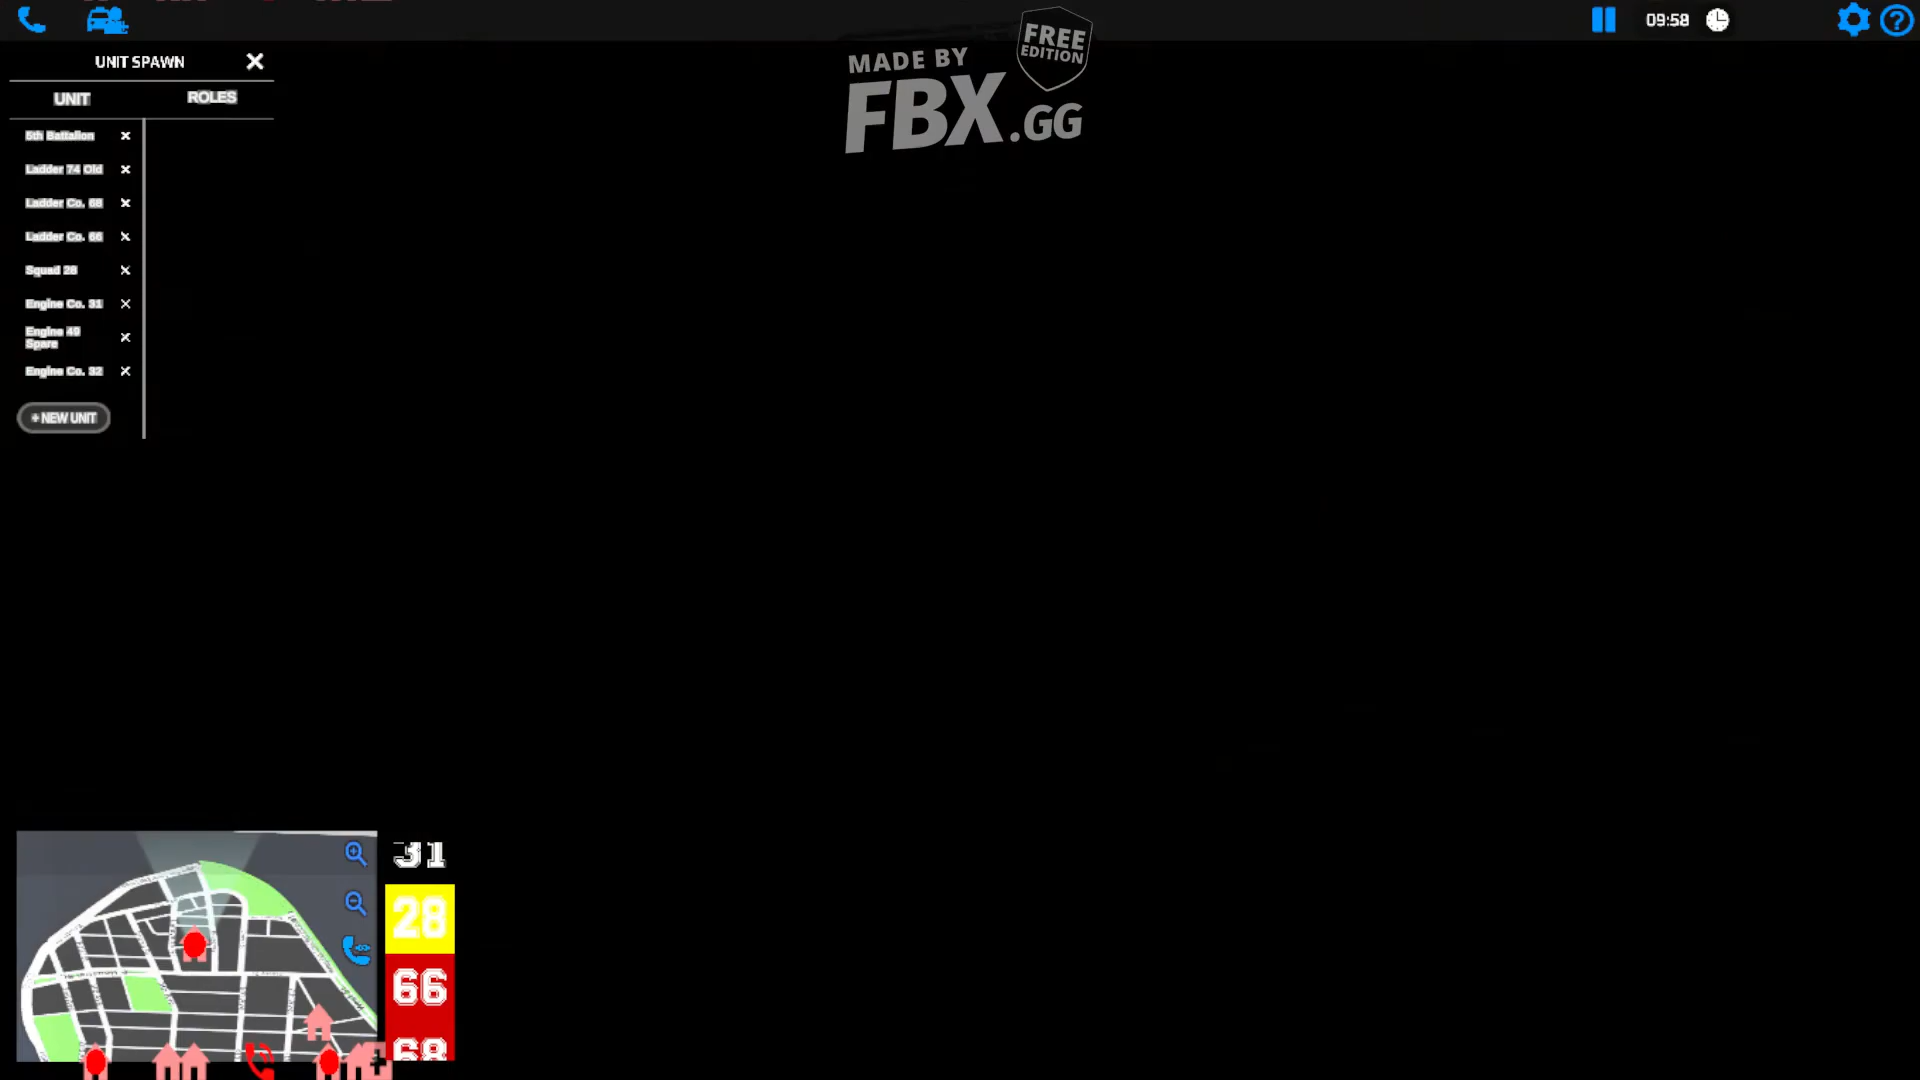 09:58
MADE BY
FREE
EDITION
FBX.GG
UNIT SPAWN
UNIT
ROLES
5th Battalion
Ladder 74 Old
Ladder Co. 68
Ladder Co. 66
Squad 28
Engine Co. 31
Engine 49
Spare
Engine Co. 32
+ NEW UNIT
31
28
66
68